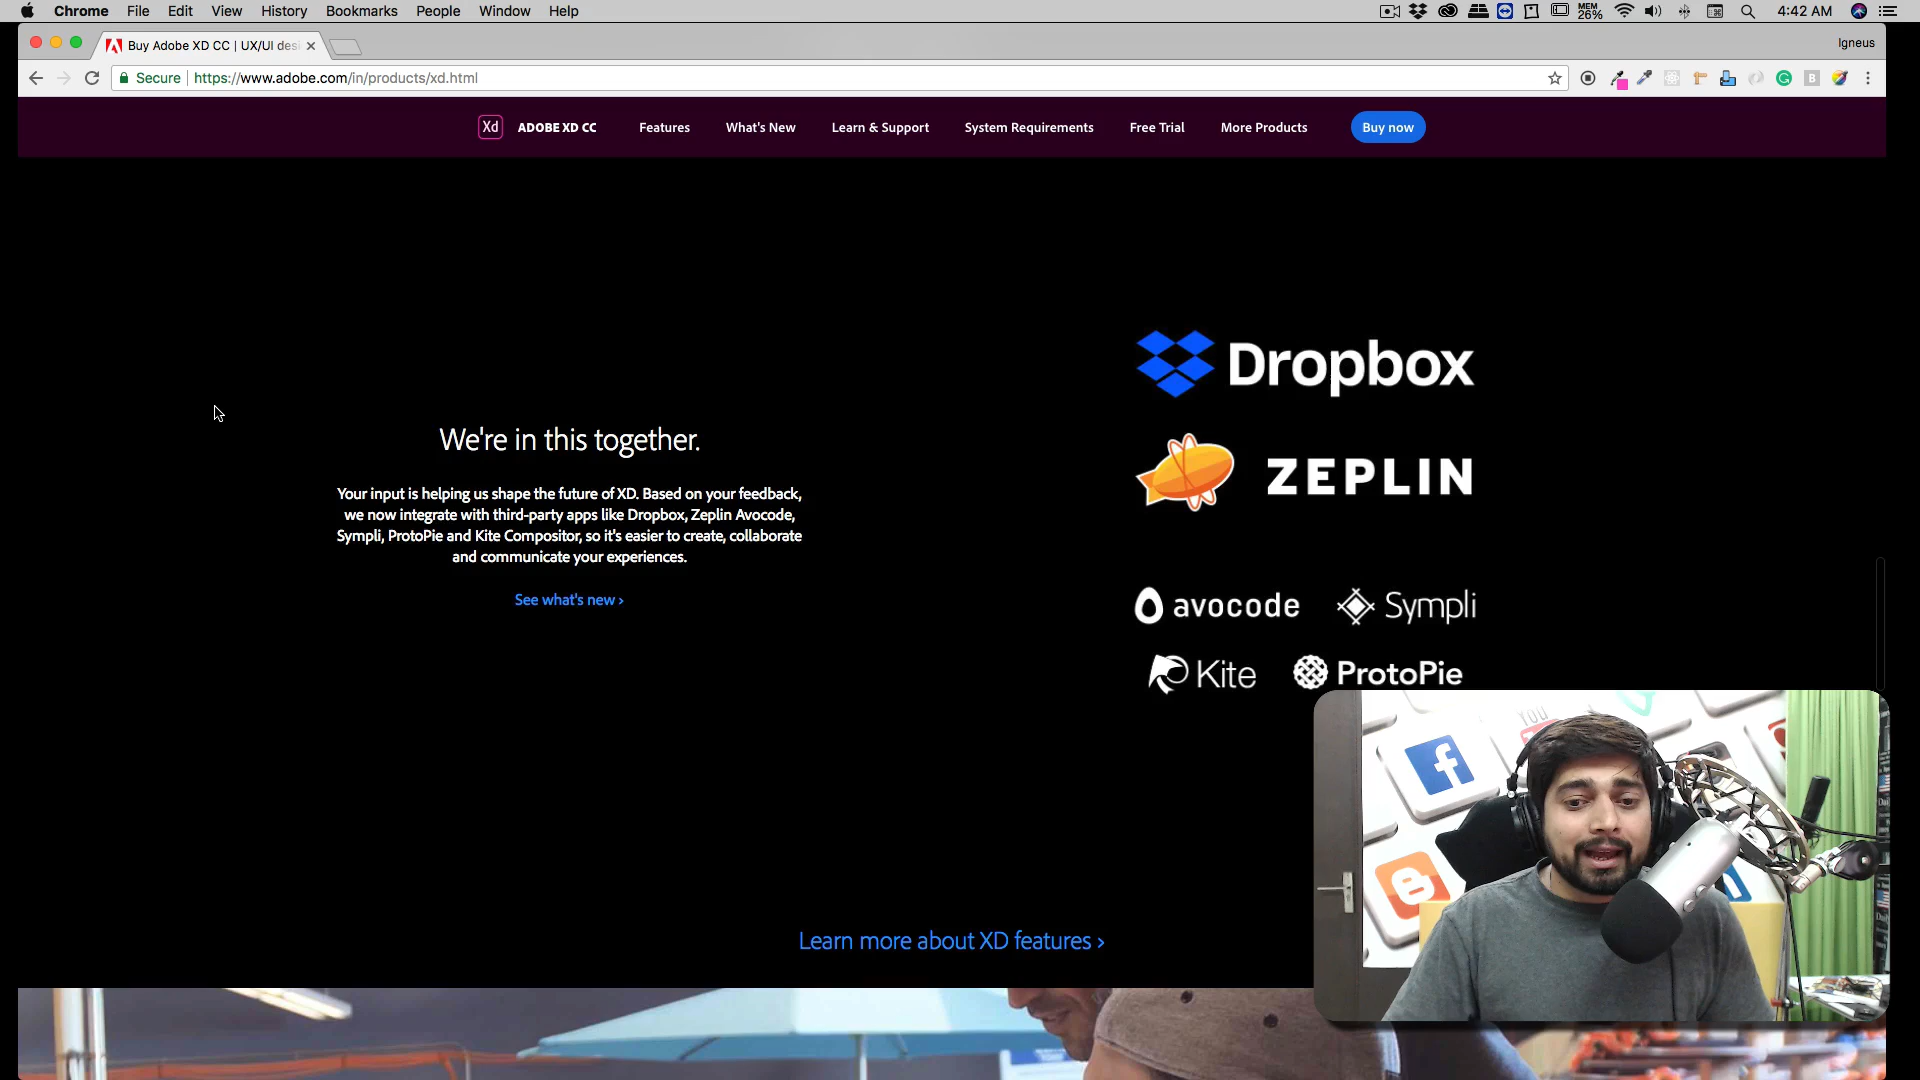 Chrome File Edit View History Bookmarks People Window Help MEM 26% 4:42 AM
Buy Adobe XD CC | UX/UI desi Igneus
Secure https://www.adobe.com/in/products/xd.html
Xd ADOBE XD CC Features What's New Learn & Support System Requirements Free Trial More Products Buy now
We're in this together.
Your input is helping us shape the future of XD. Based on your feedback,
we now integrate with third-party apps like Dropbox, Zeplin Avocode,
Sympli, ProtoPie and Kite Compositor, so it's easier to create, collaborate
and communicate your experiences.
See what's new ›
Dropbox
ZEPLIN
avocode Sympli
Kite ProtoPie
Learn more about XD features ›
YOU